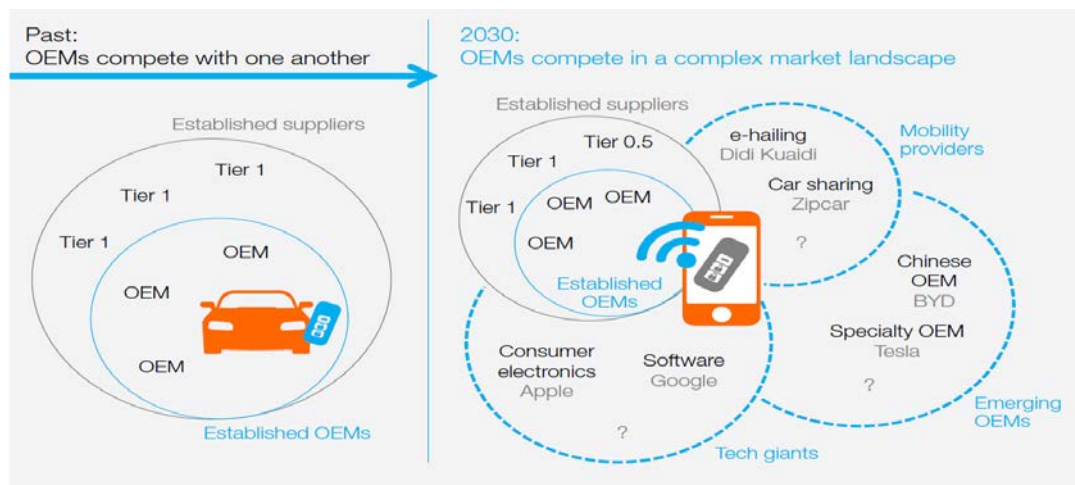 Past:
OEMs compete with one another
Established suppliers
Tier 1
Tier 1
Tier 1
OEM
OEM
OEM
Established OEMs
2030:
OEMs compete in a complex market landscape
Established suppliers
Tier 0.5
Tier 1
Tier 1
OEM
OEM
OEM
Established
OEMs
e-hailing
Didi Kuaidi
Car sharing
Zipcar
?
Mobility
providers
Chinese
OEM
BYD
Specialty OEM
Tesla
?
Emerging
OEMs
Consumer
electronics
Apple
Software
Google
?
Tech giants